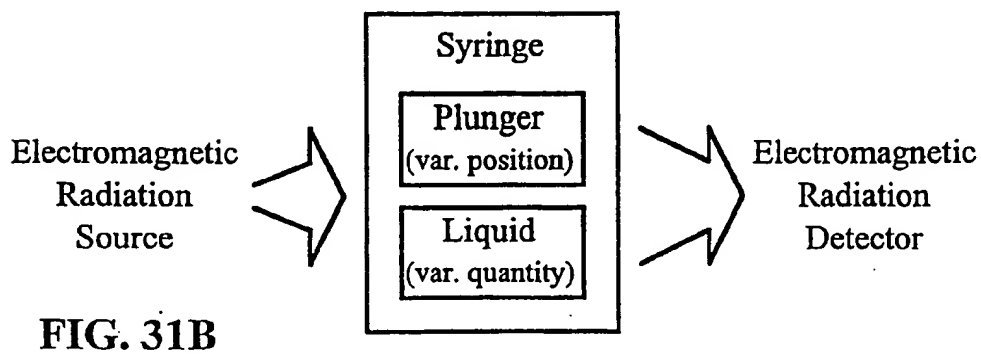 Syringe
Plunger
(var. position)
Liquid
(var. quantity)
Electromagnetic
Radiation
Source
Electromagnetic
Radiation
Detector
FIG. 31B